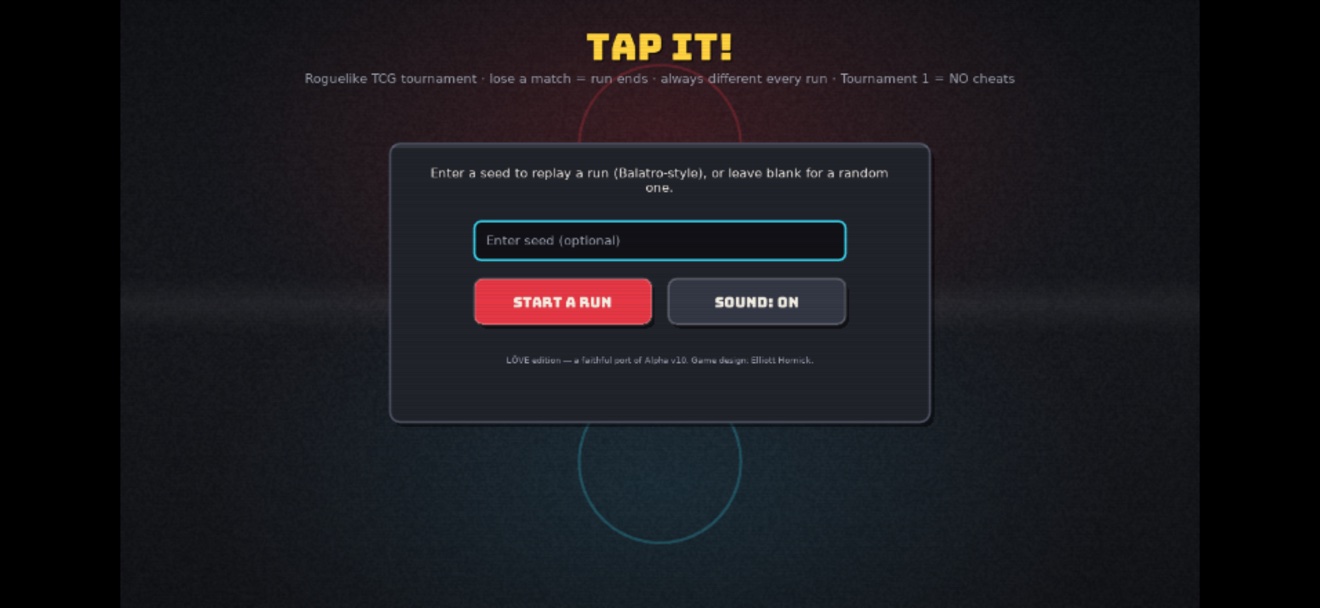 TAP IT!
Roguelike TCG tournament · lose a match = run ends · always different every run · Tournament 1 = NO cheats
Enter a seed to replay a run (Balatro-style), or leave blank for a random
one.
Enter seed (optional)
START A RUN
SOUND: ON
LÖVE edition — a faithful port of Alpha v10. Game design: Elliott Hornick.